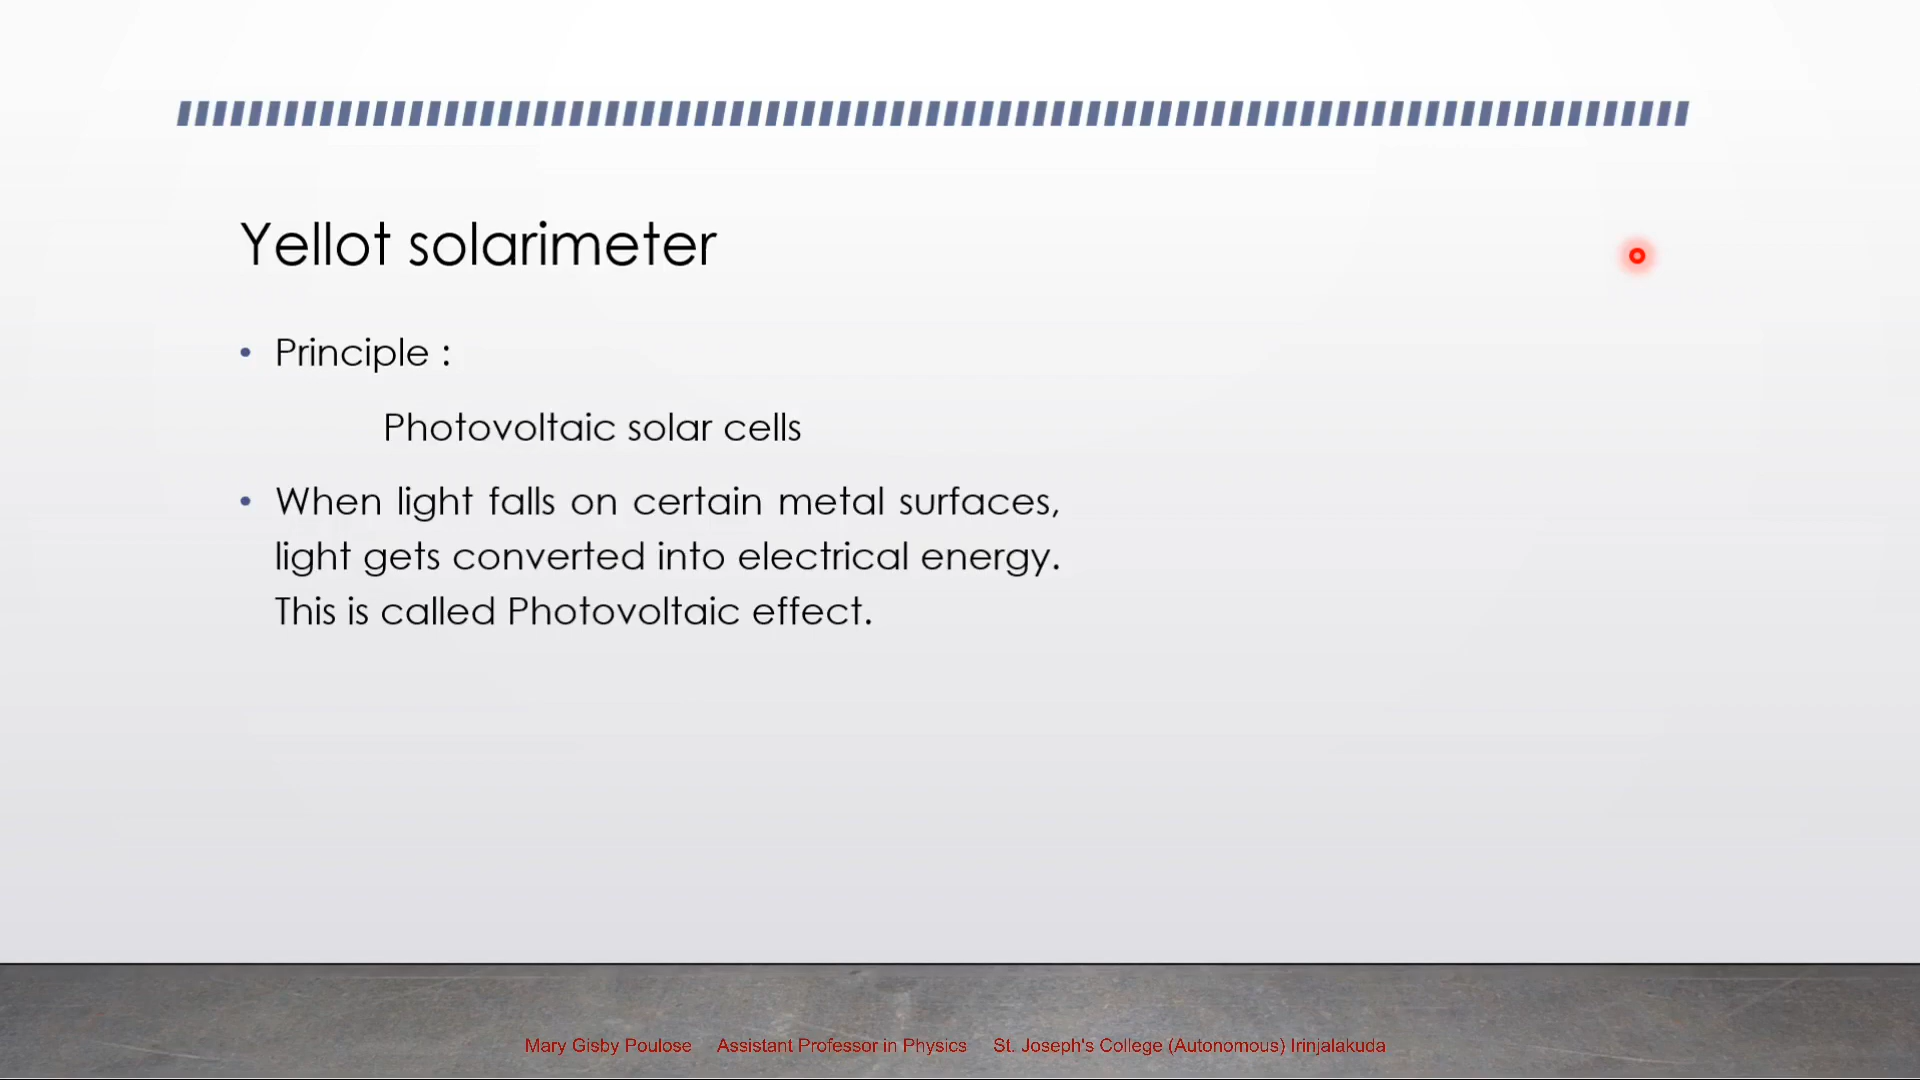 Yellot solarimeter
• Principle :
Photovoltaic solar cells
• When light falls on certain metal surfaces,
light gets converted into electrical energy.
This is called Photovoltaic effect.
Mary Gisby Poulose Assistant Professor in Physics St. Joseph's College (Autonomous) Irinjalakuda